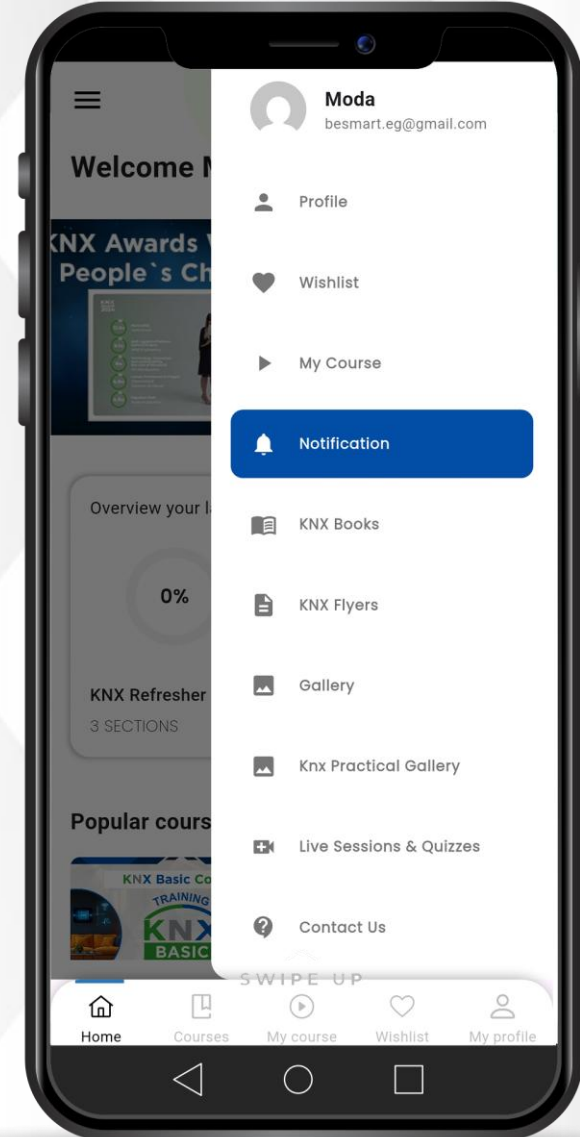 Moda
besmart.eg@gmail.com
Welcome M
Profile
KNX Awards
People`s Ch
Wishlist
My Course
Notification
Overview your l
0%
KNX Refresher
3 SECTIONS
KNX Books
KNX Flyers
Gallery
Knx Practical Gallery
Popular cours
KNX Basic Co
TRAINING
KNX
BASIC
Live Sessions & Quizzes
Contact Us
SWIPE UP
Home
Courses
My course
Wishlist
My profile